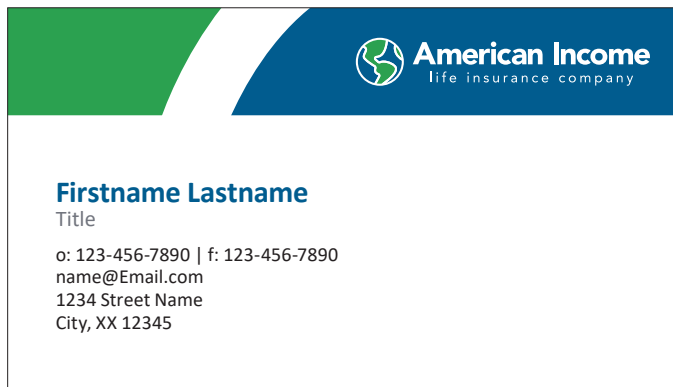 American Income
life insurance company
Firstname Lastname
Title
o: 123-456-7890 | f: 123-456-7890
name@Email.com
1234 Street Name
City, XX 12345